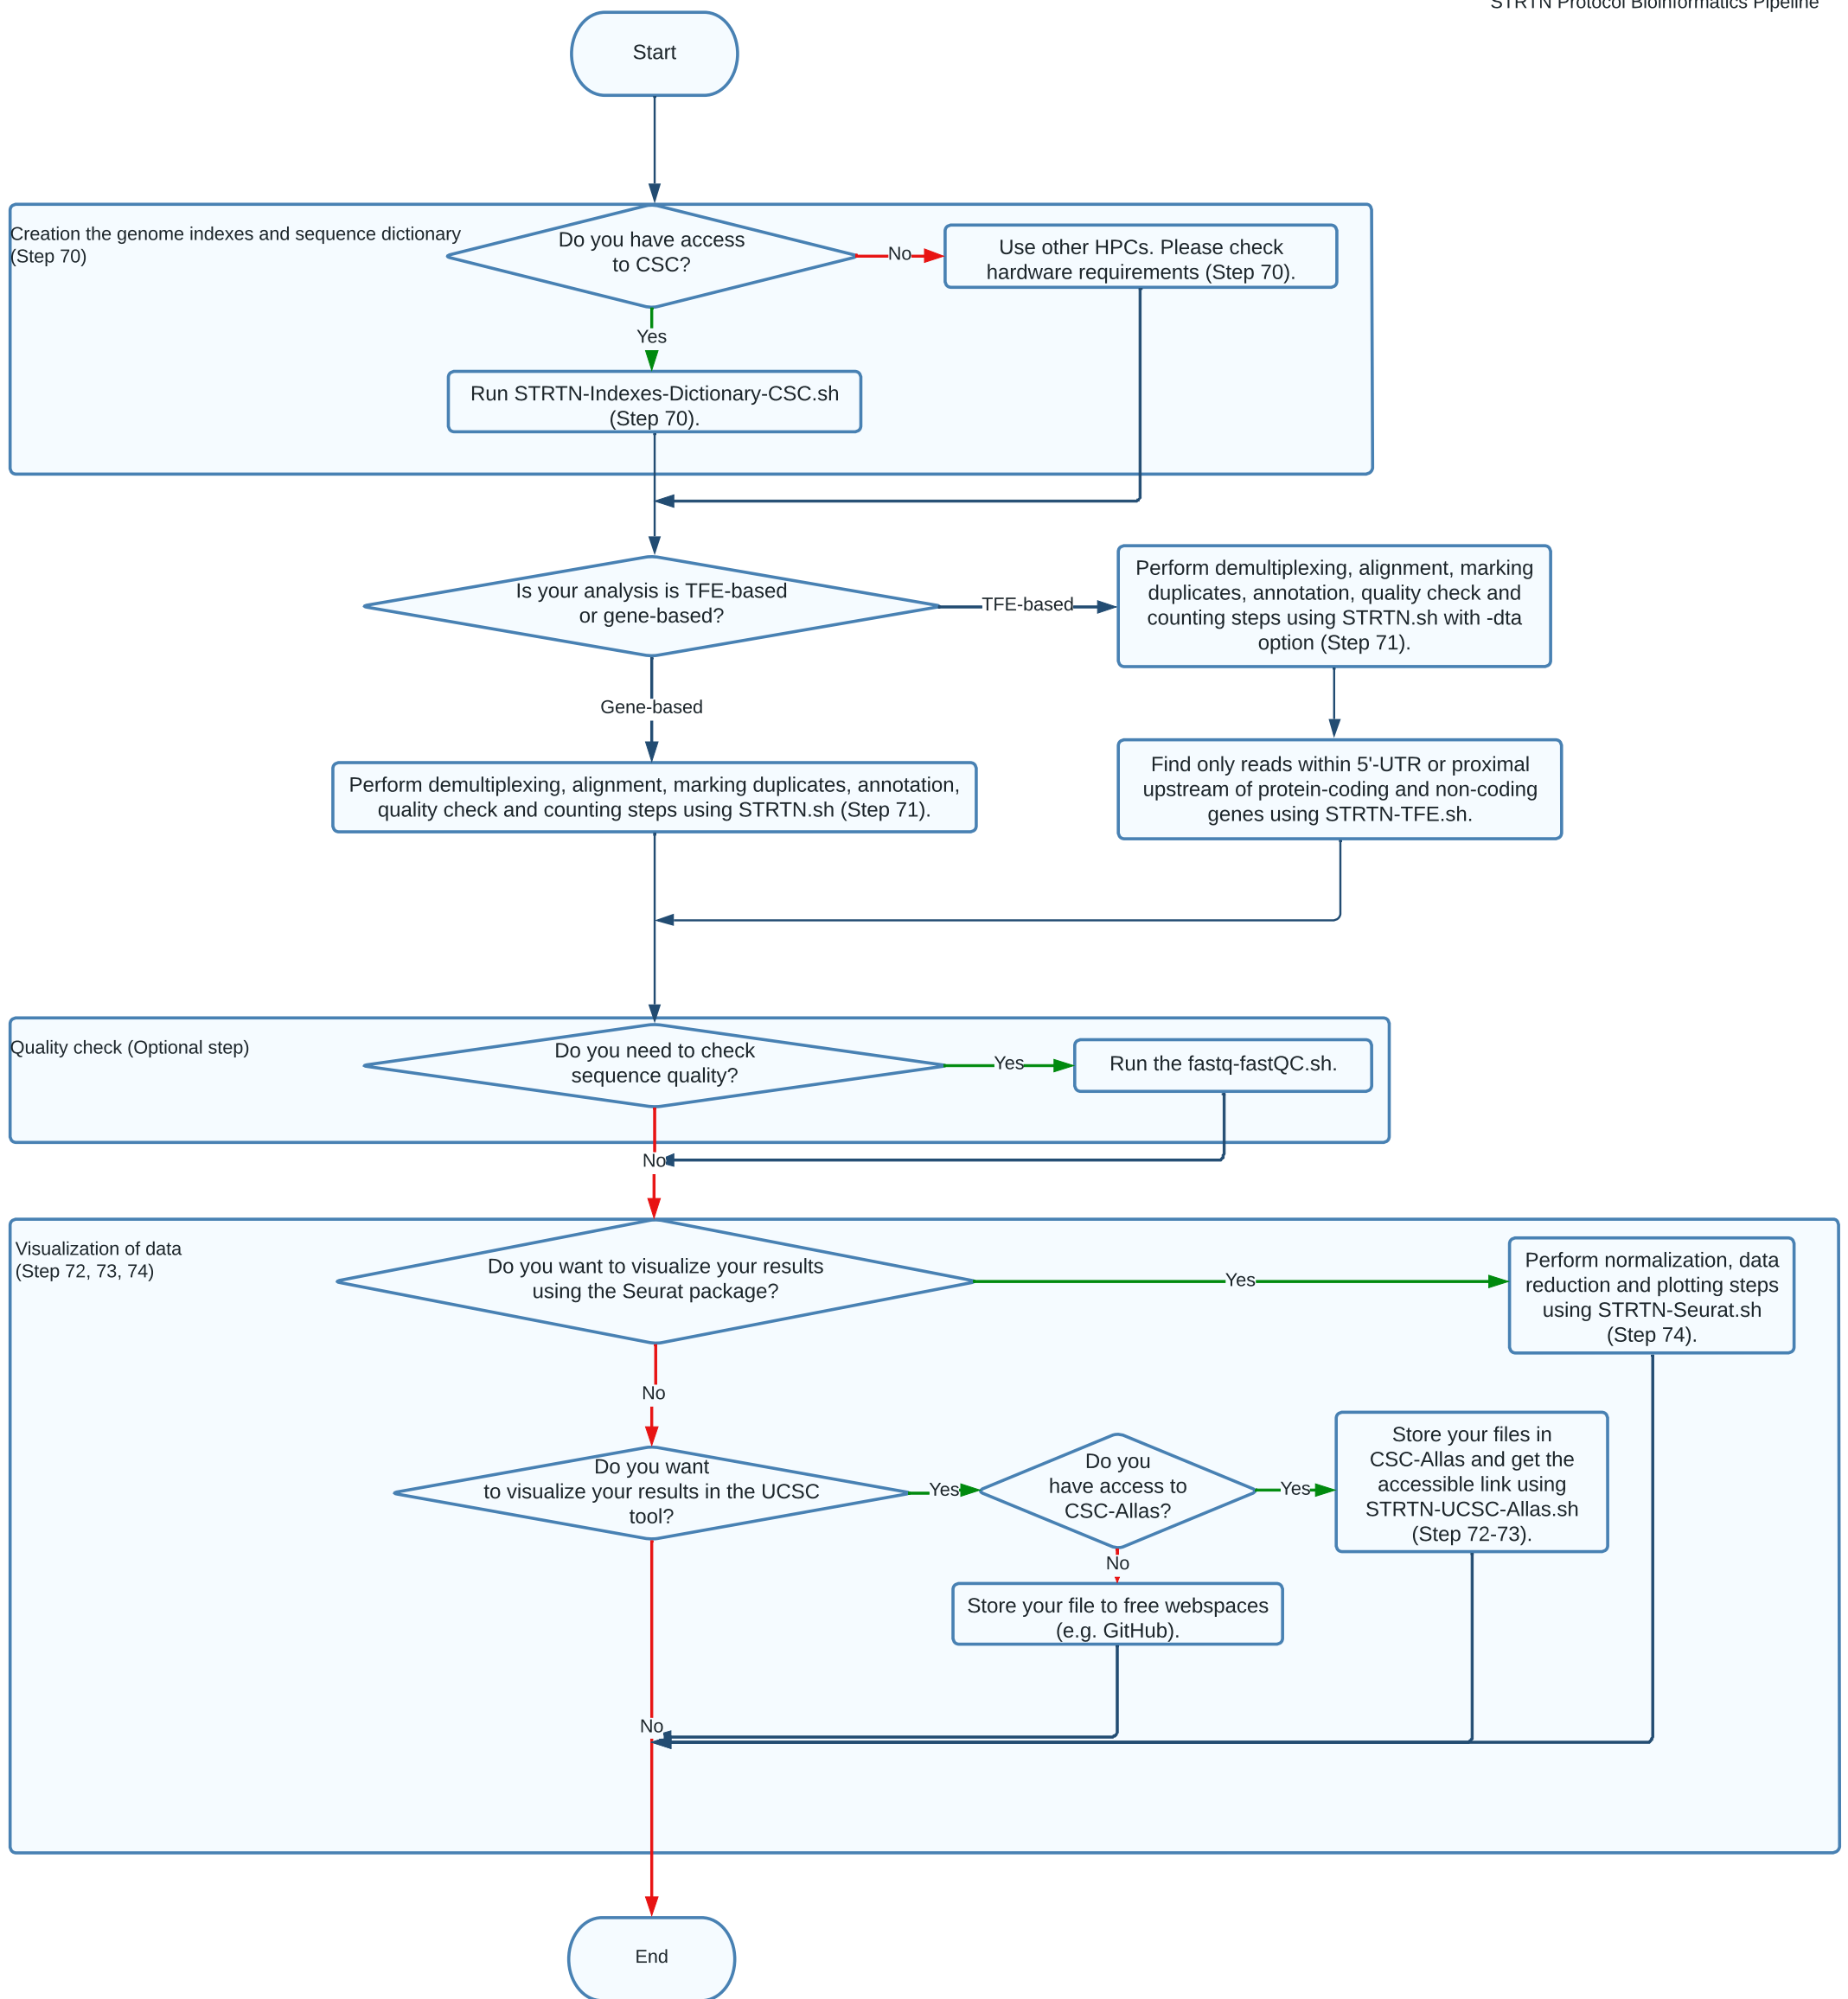 STRTN Protocol Bioinformatics Pipeline
Start
Creation the genome indexes and sequence dictionary
(Step 70)
Do you have access
to CSC?
No
Use other HPCs. Please check
hardware requirements (Step 70).
Yes
Run STRTN-Indexes-Dictionary-CSC.sh
(Step 70).
Is your analysis is TFE-based
or gene-based?
TFE-based
Perform demultiplexing, alignment, marking
duplicates, annotation, quality check and
counting steps using STRTN.sh with -dta
option (Step 71).
Gene-based
Find only reads within 5'-UTR or proximal
upstream of protein-coding and non-coding
genes using STRTN-TFE.sh.
Perform demultiplexing, alignment, marking duplicates, annotation,
quality check and counting steps using STRTN.sh (Step 71).
Quality check (Optional step)
Do you need to check
sequence quality?
Yes
Run the fastq-fastQC.sh.
No
Visualization of data
(Step 72, 73, 74)
Do you want to visualize your results
using the Seurat package?
Yes
Perform normalization, data
reduction and plotting steps
using STRTN-Seurat.sh
(Step 74).
No
Do you want
to visualize your results in the UCSC
tool?
Yes
Do you
have access to
CSC-Allas?
Yes
Store your files in
CSC-Allas and get the
accessible link using
STRTN-UCSC-Allas.sh
(Step 72-73).
No
Store your file to free webspaces
(e.g. GitHub).
No
End